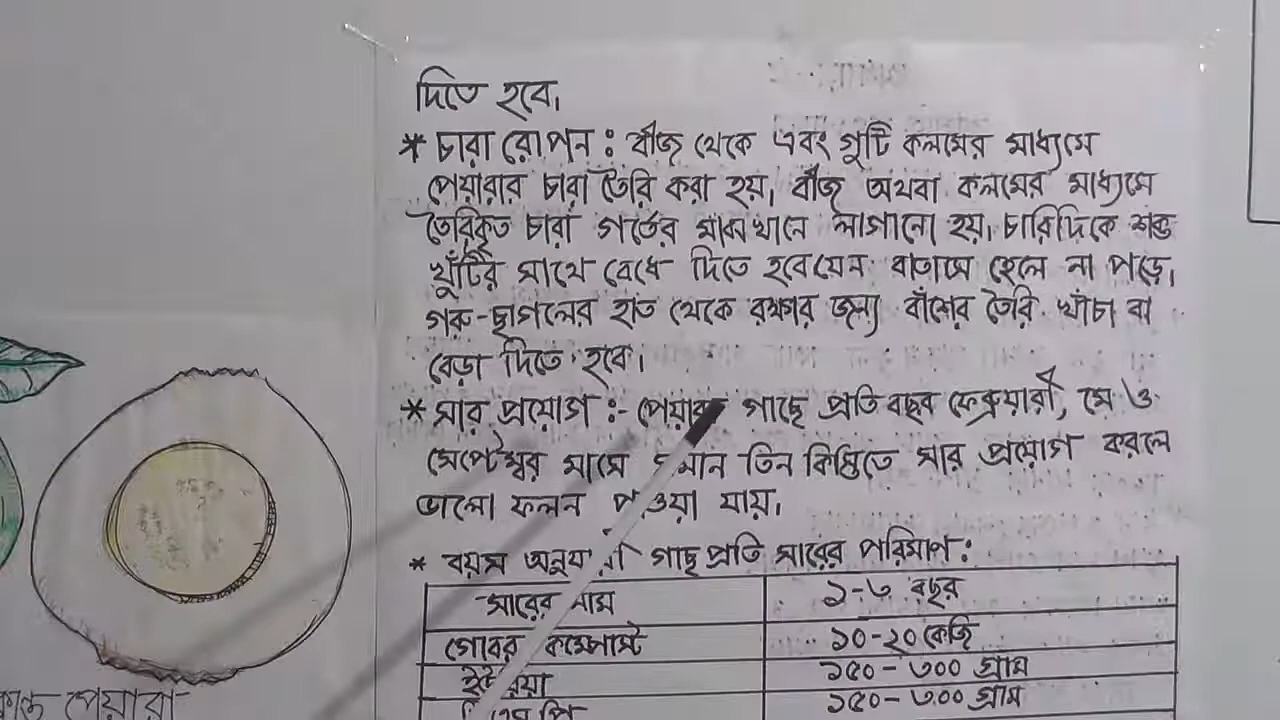 দিতে হবে।
* চারা রোপন : বীজ থেকে এবং গুটি কলমের মাধ্যমে
পেয়ারার চারা তৈরি করা হয়। বীজ অথবা কলমের মাধ্যমে
তৈরিকৃত চারা গর্তের মাঝখানে লাগানো হয়। চারিদিকে শক্ত
খুঁটির সাথে বেধে দিতে হবে যেন বাতাসে হেলে না পড়ে।
গরু-ছাগলের হাত থেকে রক্ষার জন্য বাঁশের তৈরি খাঁচা বা
বেড়া দিতে হবে।
* সার প্রয়োগ :- পেয়ারা গাছে প্রতি বছর ফেব্রুয়ারী, মে ও
সেপ্টেম্বর মাসে সমান তিন কিস্তিতে সার প্রয়োগ করলে
ভালো ফলন পাওয়া যায়।
* বয়স অনুযায়ী গাছ প্রতি সারের পরিমাণ :
সারের নাম ১-৩ বছর
গোবর কম্পোস্ট ১০-২০ কেজি
ইউরিয়া ১৫০-৩০০ গ্রাম
১৫০-৩০০ গ্রাম
পেয়ারা